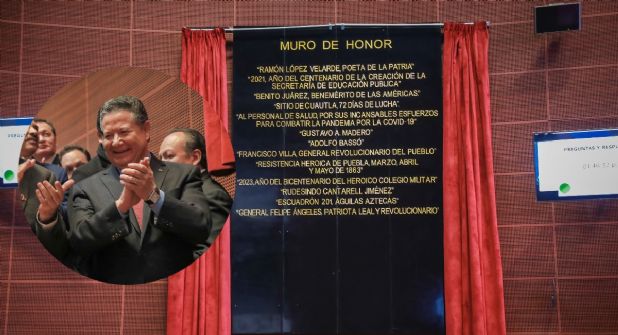 MURO DE HONOR
"RAMÓN LÓPEZ VELARDE, POETA DE LA PATRIA"
"2021, AÑO DEL CENTENARIO DE LA CREACIÓN DE LA
SECRETARÍA DE EDUCACIÓN PÚBLICA"
"BENITO JUÁREZ, BENEMÉRITO DE LAS AMÉRICAS"
"SITIO DE CUAUTLA, 72 DÍAS DE LUCHA"
"AL PERSONAL DE SALUD, POR SUS INCANSABLES ESFUERZOS
PARA COMBATIR LA PANDEMIA POR LA COVID-19"
"GUSTAVO A. MADERO"
"ADOLFO BASSÓ"
"FRANCISCO VILLA, GENERAL REVOLUCIONARIO DEL PUEBLO"
"RESISTENCIA HEROICA DE PUEBLA, MARZO, ABRIL
Y MAYO DE 1863"
"2023, AÑO DEL BICENTENARIO DEL HEROICO COLEGIO MILITAR"
"RUDESINDO CANTARELL JIMÉNEZ"
"ESCUADRÓN 201, ÁGUILAS AZTECAS"
"GENERAL FELIPE ÁNGELES, PATRIOTA LEAL Y REVOLUCIONARIO"
PREGUNTAS Y